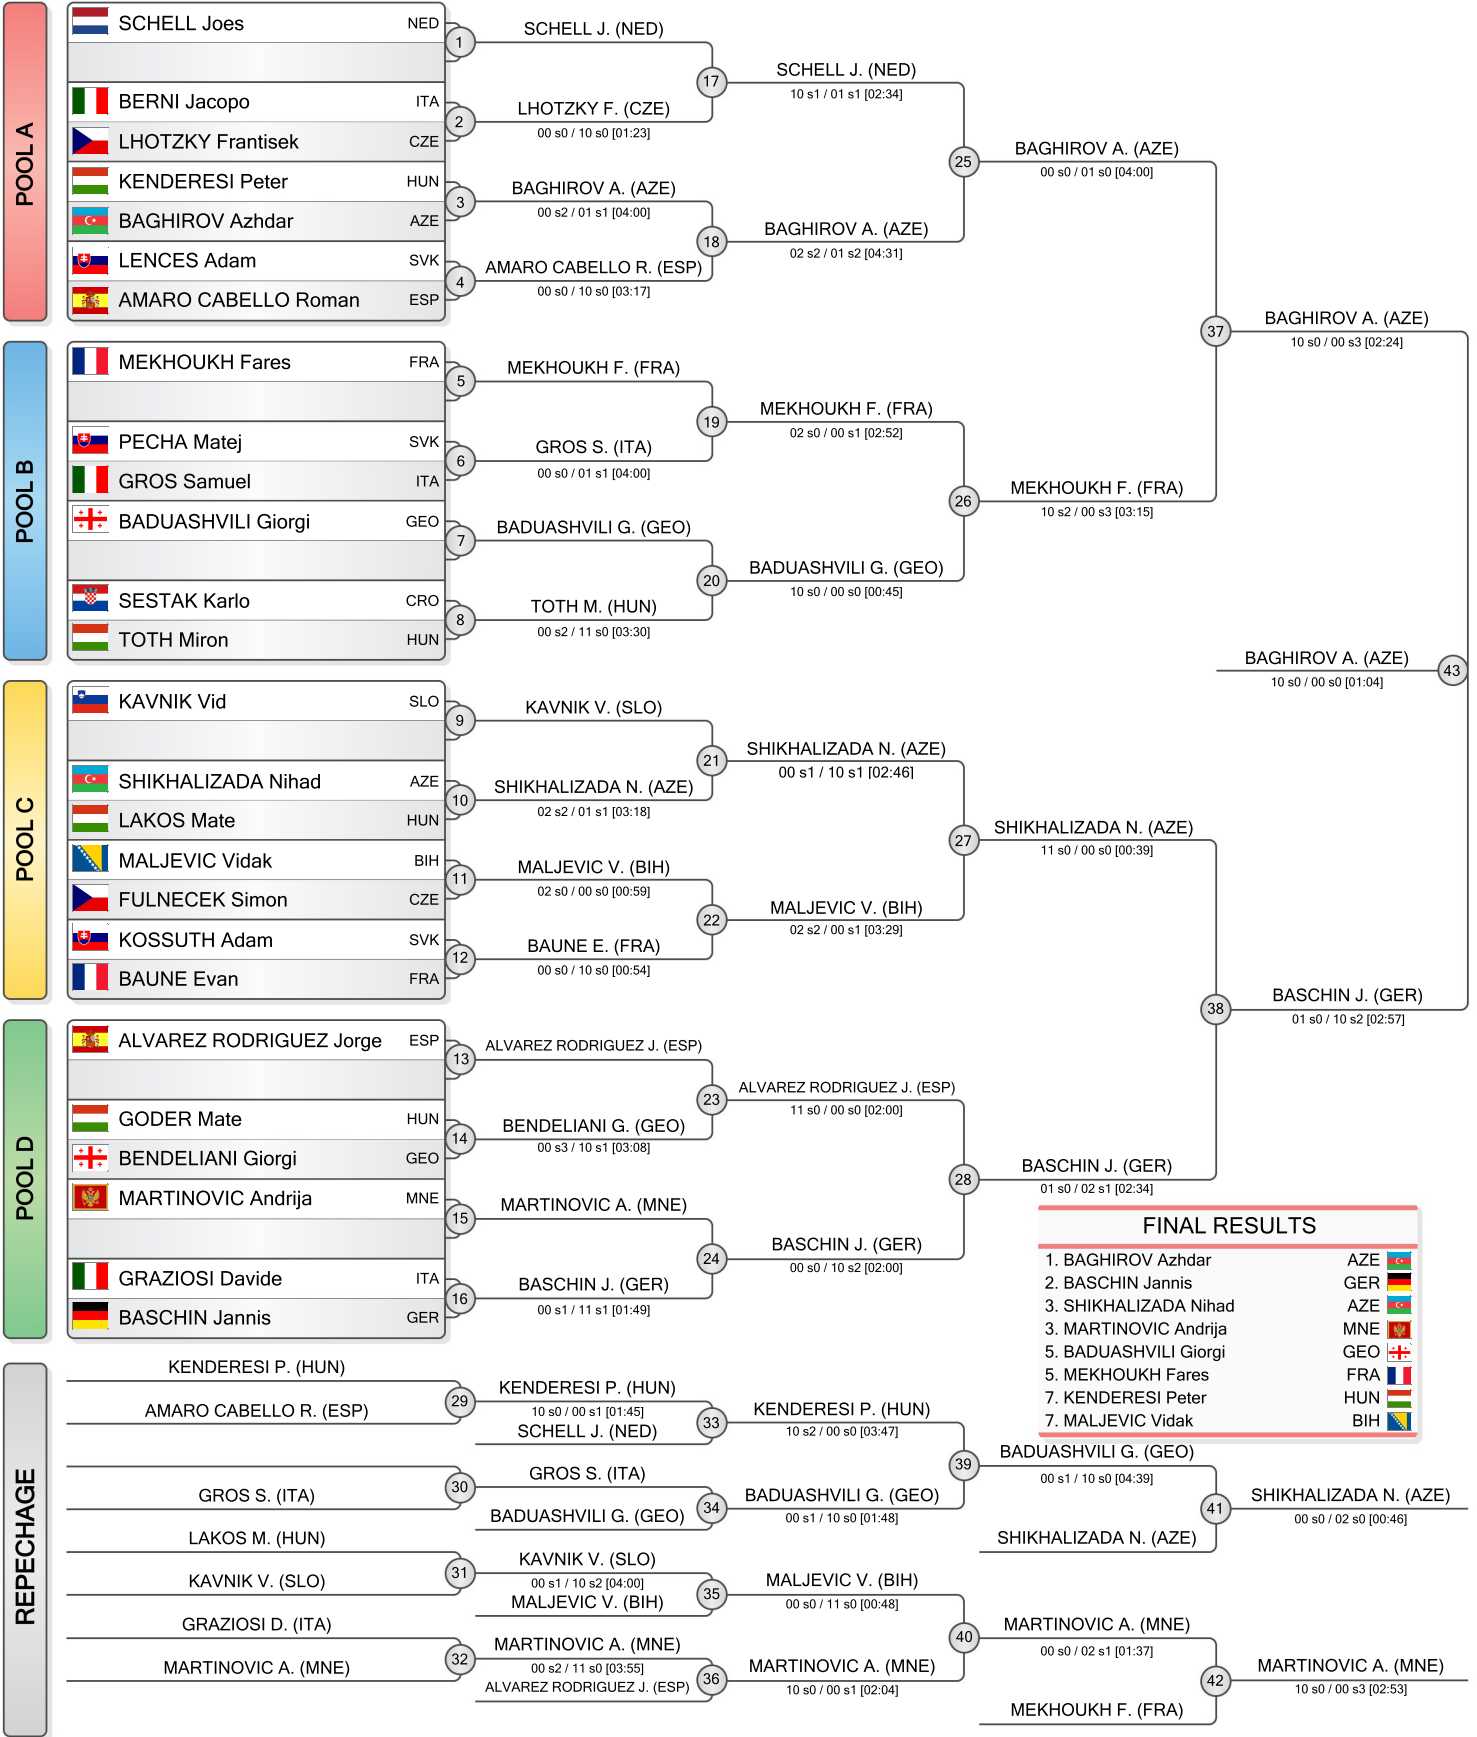 POOL A
SCHELL Joes NED
BERNI Jacopo ITA
LHOTZKY Frantisek CZE
KENDERESI Peter HUN
BAGHIROV Azhdar AZE
LENCES Adam SVK
AMARO CABELLO Roman ESP
1
SCHELL J. (NED)
2
LHOTZKY F. (CZE)
00 s0 / 10 s0 [01:23]
3
BAGHIROV A. (AZE)
00 s2 / 01 s1 [04:00]
4
AMARO CABELLO R. (ESP)
00 s0 / 10 s0 [03:17]
17
SCHELL J. (NED)
10 s1 / 01 s1 [02:34]
18
BAGHIROV A. (AZE)
02 s2 / 01 s2 [04:31]
25
BAGHIROV A. (AZE)
00 s0 / 01 s0 [04:00]
POOL B
MEKHOUKH Fares FRA
PECHA Matej SVK
GROS Samuel ITA
BADUASHVILI Giorgi GEO
SESTAK Karlo CRO
TOTH Miron HUN
5
MEKHOUKH F. (FRA)
6
GROS S. (ITA)
00 s0 / 01 s1 [04:00]
7
BADUASHVILI G. (GEO)
8
TOTH M. (HUN)
00 s2 / 11 s0 [03:30]
19
MEKHOUKH F. (FRA)
02 s0 / 00 s1 [02:52]
20
BADUASHVILI G. (GEO)
10 s0 / 00 s0 [00:45]
26
MEKHOUKH F. (FRA)
10 s2 / 00 s3 [03:15]
37
BAGHIROV A. (AZE)
10 s0 / 00 s3 [02:24]
BAGHIROV A. (AZE)
10 s0 / 00 s0 [01:04]
43
POOL C
KAVNIK Vid SLO
SHIKHALIZADA Nihad AZE
LAKOS Mate HUN
MALJEVIC Vidak BIH
FULNECEK Simon CZE
KOSSUTH Adam SVK
BAUNE Evan FRA
9
KAVNIK V. (SLO)
10
SHIKHALIZADA N. (AZE)
02 s2 / 01 s1 [03:18]
11
MALJEVIC V. (BIH)
02 s0 / 00 s0 [00:59]
12
BAUNE E. (FRA)
00 s0 / 10 s0 [00:54]
21
SHIKHALIZADA N. (AZE)
00 s1 / 10 s1 [02:46]
22
MALJEVIC V. (BIH)
02 s2 / 00 s1 [03:29]
27
SHIKHALIZADA N. (AZE)
11 s0 / 00 s0 [00:39]
POOL D
ALVAREZ RODRIGUEZ Jorge ESP
GODER Mate HUN
BENDELIANI Giorgi GEO
MARTINOVIC Andrija MNE
GRAZIOSI Davide ITA
BASCHIN Jannis GER
13
ALVAREZ RODRIGUEZ J. (ESP)
14
BENDELIANI G. (GEO)
00 s3 / 10 s1 [03:08]
15
MARTINOVIC A. (MNE)
16
BASCHIN J. (GER)
00 s1 / 11 s1 [01:49]
23
ALVAREZ RODRIGUEZ J. (ESP)
11 s0 / 00 s0 [02:00]
24
BASCHIN J. (GER)
00 s0 / 10 s2 [02:00]
28
BASCHIN J. (GER)
01 s0 / 02 s1 [02:34]
38
BASCHIN J. (GER)
01 s0 / 10 s2 [02:57]
FINAL RESULTS
1. BAGHIROV Azhdar AZE
2. BASCHIN Jannis GER
3. SHIKHALIZADA Nihad AZE
3. MARTINOVIC Andrija MNE
5. BADUASHVILI Giorgi GEO
5. MEKHOUKH Fares FRA
7. KENDERESI Peter HUN
7. MALJEVIC Vidak BIH
REPECHAGE
KENDERESI P. (HUN)
AMARO CABELLO R. (ESP)
GROS S. (ITA)
LAKOS M. (HUN)
KAVNIK V. (SLO)
GRAZIOSI D. (ITA)
MARTINOVIC A. (MNE)
29
KENDERESI P. (HUN)
10 s0 / 00 s1 [01:45]
SCHELL J. (NED)
30
GROS S. (ITA)
BADUASHVILI G. (GEO)
31
KAVNIK V. (SLO)
00 s1 / 10 s2 [04:00]
MALJEVIC V. (BIH)
32
MARTINOVIC A. (MNE)
00 s2 / 11 s0 [03:55]
ALVAREZ RODRIGUEZ J. (ESP)
33
KENDERESI P. (HUN)
10 s2 / 00 s0 [03:47]
34
BADUASHVILI G. (GEO)
00 s1 / 10 s0 [01:48]
35
MALJEVIC V. (BIH)
00 s0 / 11 s0 [00:48]
36
MARTINOVIC A. (MNE)
10 s0 / 00 s1 [02:04]
39
BADUASHVILI G. (GEO)
00 s1 / 10 s0 [04:39]
SHIKHALIZADA N. (AZE)
40
MARTINOVIC A. (MNE)
00 s0 / 02 s1 [01:37]
MEKHOUKH F. (FRA)
41
SHIKHALIZADA N. (AZE)
00 s0 / 02 s0 [00:46]
42
MARTINOVIC A. (MNE)
10 s0 / 00 s3 [02:53]